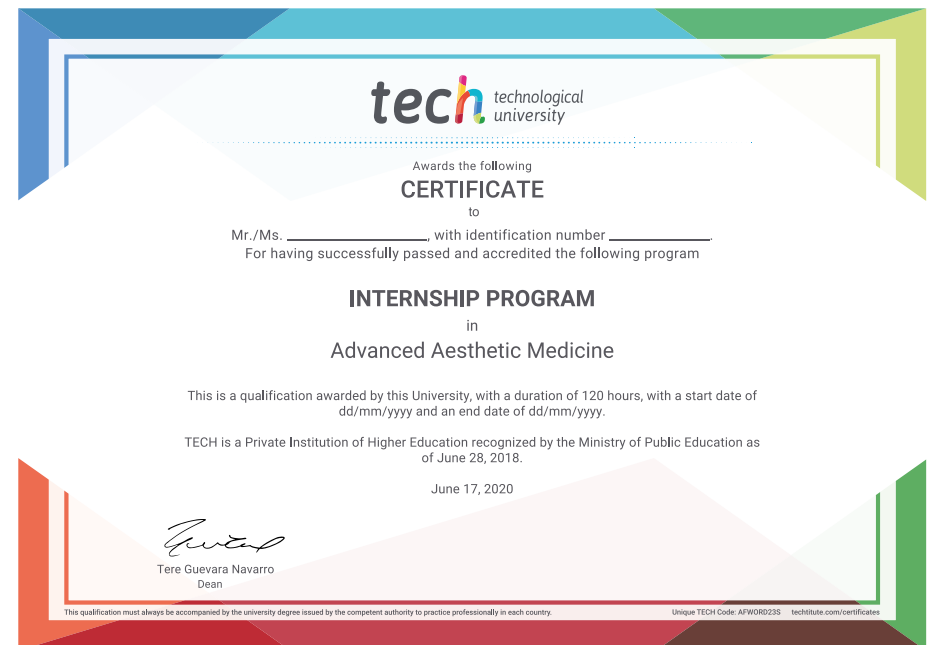 tech technological
university
Awards the following
CERTIFICATE
to
Mr./Ms. ____________________, with identification number ______________.
For having successfully passed and accredited the following program
INTERNSHIP PROGRAM
in
Advanced Aesthetic Medicine
This is a qualification awarded by this University, with a duration of 120 hours, with a start date of
dd/mm/yyyy and an end date of dd/mm/yyyy.
TECH is a Private Institution of Higher Education recognized by the Ministry of Public Education as
of June 28, 2018.
June 17, 2020
Tere Guevara Navarro
Dean
This qualification must always be accompanied by the university degree issued by the competent authority to practice professionally in each country. Unique TECH Code: AFWORD23S techtitute.com/certificates